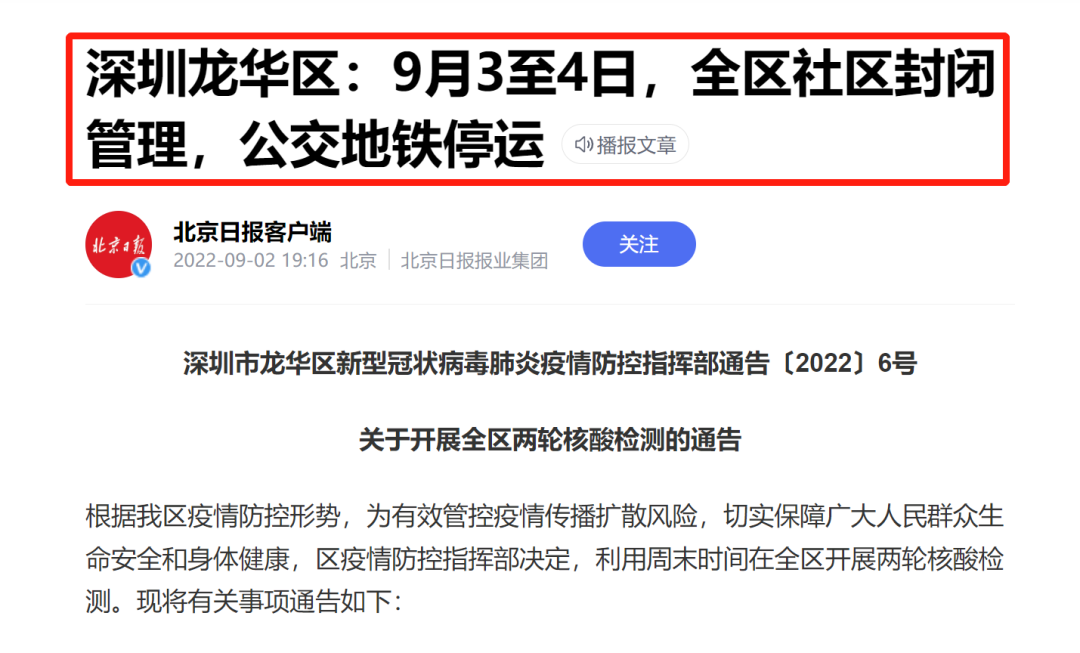 深圳龙华区：9月3至4日，全区社区封闭
管理，公交地铁停运
播报文章
北京日报
北京日报客户端
2022-09-02 19:16 北京 | 北京日报报业集团
关注
深圳市龙华区新型冠状病毒肺炎疫情防控指挥部通告〔2022〕6号
关于开展全区两轮核酸检测的通告
根据我区疫情防控形势，为有效管控疫情传播扩散风险，切实保障广大人民群众生
命安全和身体健康，区疫情防控指挥部决定，利用周末时间在全区开展两轮核酸检
测。现将有关事项通告如下：